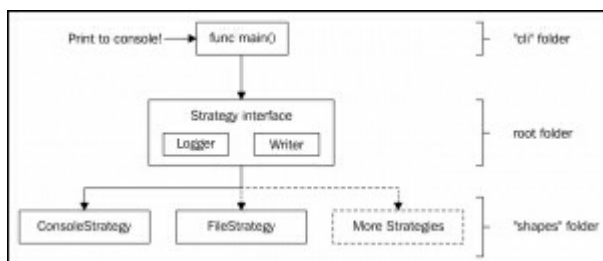 Print to console!
func main()
"cli" folder
Strategy interface
Logger
Writer
root folder
ConsoleStrategy
FileStrategy
More Strategies
"shapes" folder